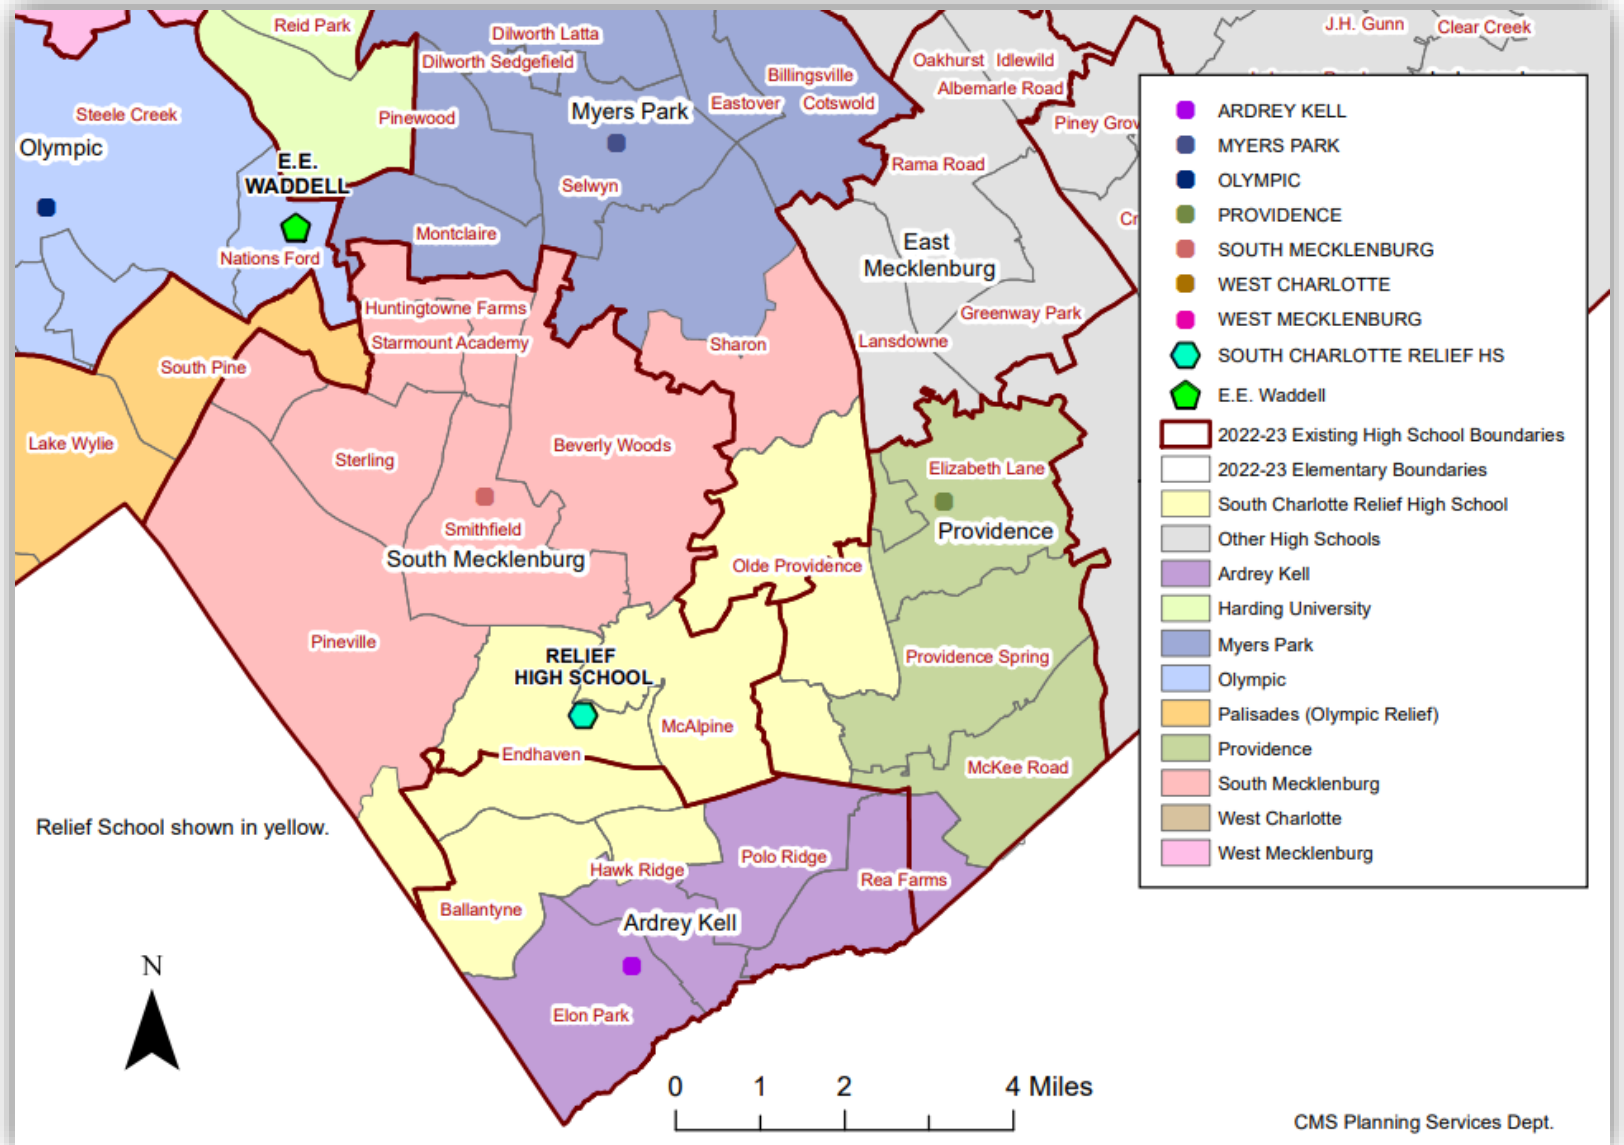 Reid Park
Dilworth Latta
Dilworth Sedgefield
J.H. Gunn
Clear Creek
Oakhurst Idlewild
Albemarle Road
Billingsville
Eastover Cotswold
Steele Creek
Pinewood
Myers Park
Olympic
E.E.
WADDELL
Selwyn
Rama Road
Nations Ford
Montclaire
East
Mecklenburg
Huntingtowne Farms
Greenway Park
Starmount Academy
Sharon
Lansdowne
South Pine
Lake Wylie
Sterling
Beverly Woods
Elizabeth Lane
Smithfield
Providence
South Mecklenburg
Olde Providence
Pineville
RELIEF
HIGH SCHOOL
Providence Spring
McAlpine
Endhaven
McKee Road
Relief School shown in yellow.
Hawk Ridge
Polo Ridge
Rea Farms
Ballantyne
Ardrey Kell
Elon Park
N
0 1 2 4 Miles
ARDREY KELL
MYERS PARK
OLYMPIC
PROVIDENCE
SOUTH MECKLENBURG
WEST CHARLOTTE
WEST MECKLENBURG
SOUTH CHARLOTTE RELIEF HS
E.E. Waddell
2022-23 Existing High School Boundaries
2022-23 Elementary Boundaries
South Charlotte Relief High School
Other High Schools
Ardrey Kell
Harding University
Myers Park
Olympic
Palisades (Olympic Relief)
Providence
South Mecklenburg
West Charlotte
West Mecklenburg
CMS Planning Services Dept.